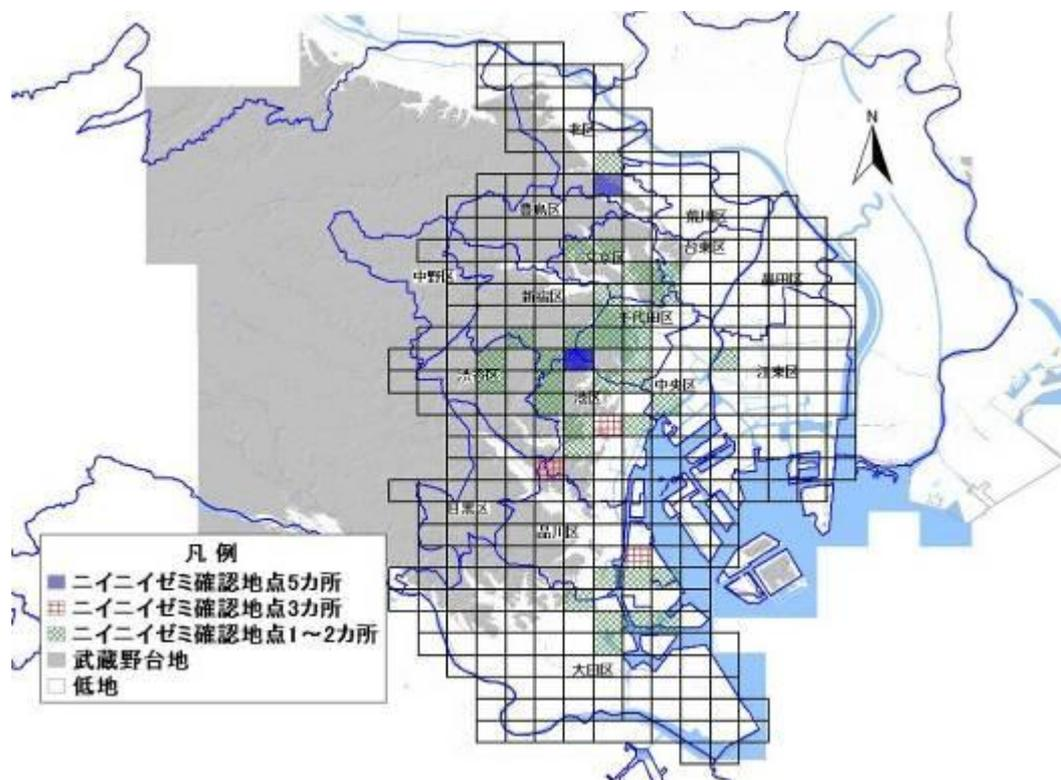 N
北区
豊島区
荒川区
文京区
台東区
中野区
墨田区
新宿区
千代田区
渋谷区
江東区
中央区
港区
目黒区
品川区
大田区
凡例
ニイニイゼミ確認地点5カ所
ニイニイゼミ確認地点3カ所
ニイニイゼミ確認地点1～2カ所
武蔵野台地
低地